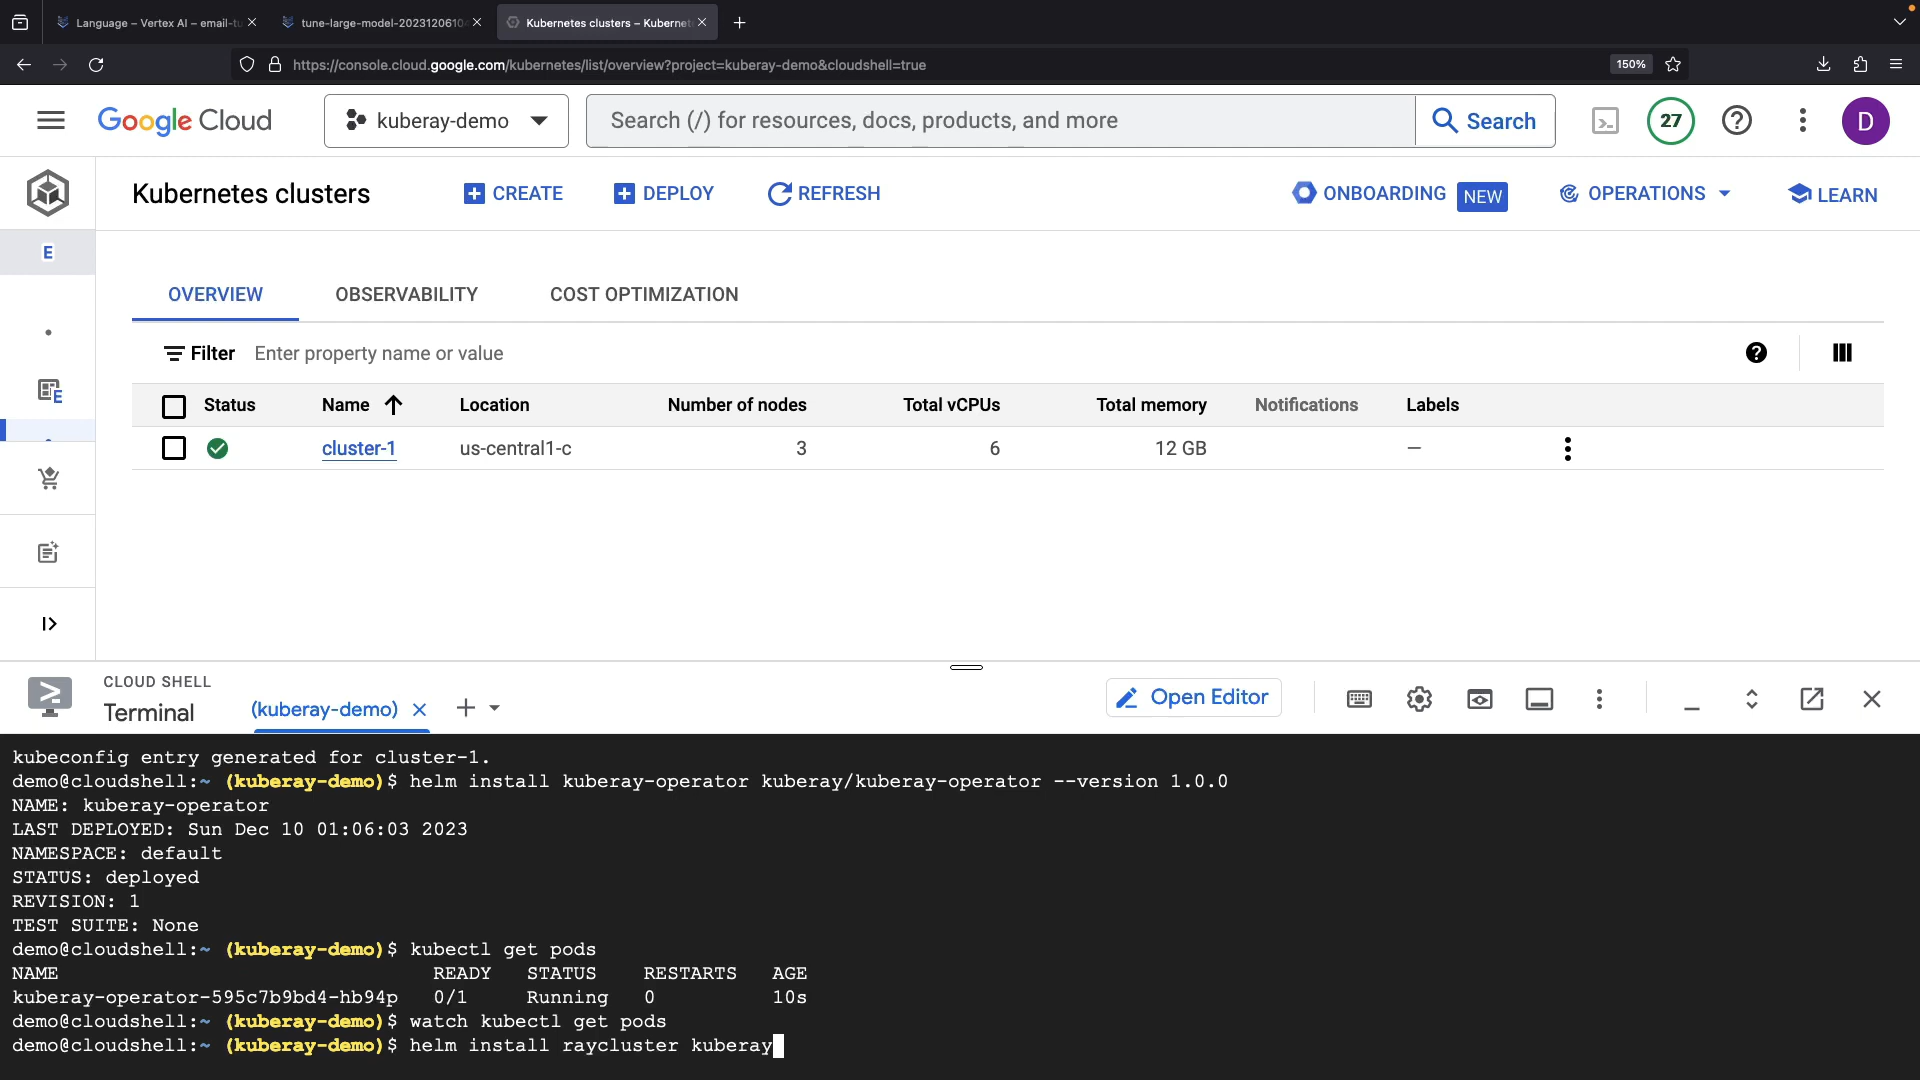 Language – Vertex AI – email-tu
tune-large-model-2023120610
Kubernetes clusters – Kubernet
https://console.cloud.google.com/kubernetes/list/overview?project=kuberay-demo&cloudshell=true
150%
Google Cloud
kuberay-demo
Search (/) for resources, docs, products, and more
Search
27
D
Kubernetes clusters
CREATE
DEPLOY
REFRESH
ONBOARDING NEW
OPERATIONS
LEARN
E
E
OVERVIEW
OBSERVABILITY
COST OPTIMIZATION
Filter Enter property name or value
Status Name Location Number of nodes Total vCPUs Total memory Notifications Labels
cluster-1 us-central1-c 3 6 12 GB —
CLOUD SHELL
Terminal
(kuberay-demo)
Open Editor
kubeconfig entry generated for cluster-1.
demo@cloudshell:~ (kuberay-demo)$ helm install kuberay-operator kuberay/kuberay-operator --version 1.0.0
NAME: kuberay-operator
LAST DEPLOYED: Sun Dec 10 01:06:03 2023
NAMESPACE: default
STATUS: deployed
REVISION: 1
TEST SUITE: None
demo@cloudshell:~ (kuberay-demo)$ kubectl get pods
NAME READY STATUS RESTARTS AGE
kuberay-operator-595c7b9bd4-hb94p 0/1 Running 0 10s
demo@cloudshell:~ (kuberay-demo)$ watch kubectl get pods
demo@cloudshell:~ (kuberay-demo)$ helm install raycluster kuberay